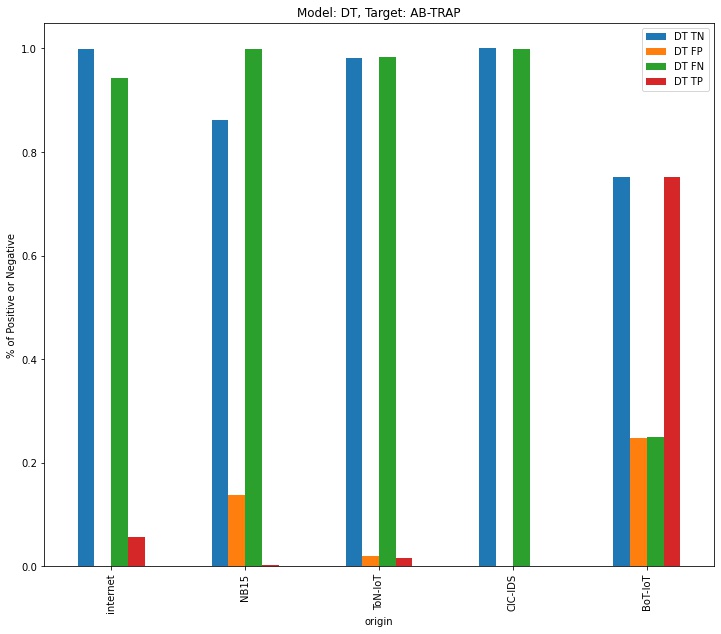 Model: DT, Target: AB-TRAP
DT TN
DT FP
DT FN
DT TP
% of Positive or Negative
1.0
0.8
0.6
0.4
0.2
0.0
internet
NB15
ToN-IoT
CIC-IDS
BoT-IoT
origin